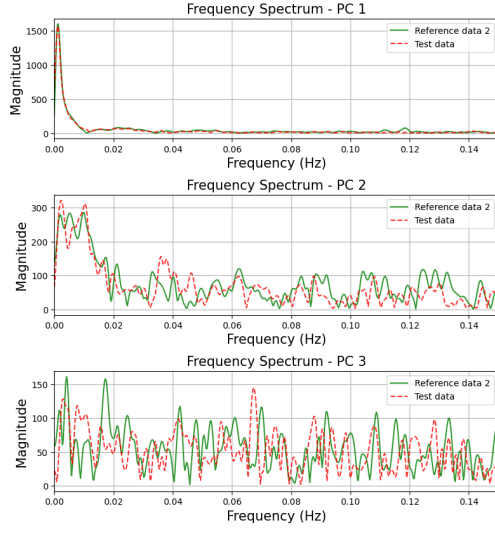 Frequency Spectrum - PC 1
Magnitude
1500
1000
500
0
Reference data 2
Test data
0.00 0.02 0.04 0.06 0.08 0.10 0.12 0.14
Frequency (Hz)
Frequency Spectrum - PC 2
Magnitude
300
200
100
0
Reference data 2
Test data
0.00 0.02 0.04 0.06 0.08 0.10 0.12 0.14
Frequency (Hz)
Frequency Spectrum - PC 3
Magnitude
150
100
50
0
Reference data 2
Test data
0.00 0.02 0.04 0.06 0.08 0.10 0.12 0.14
Frequency (Hz)